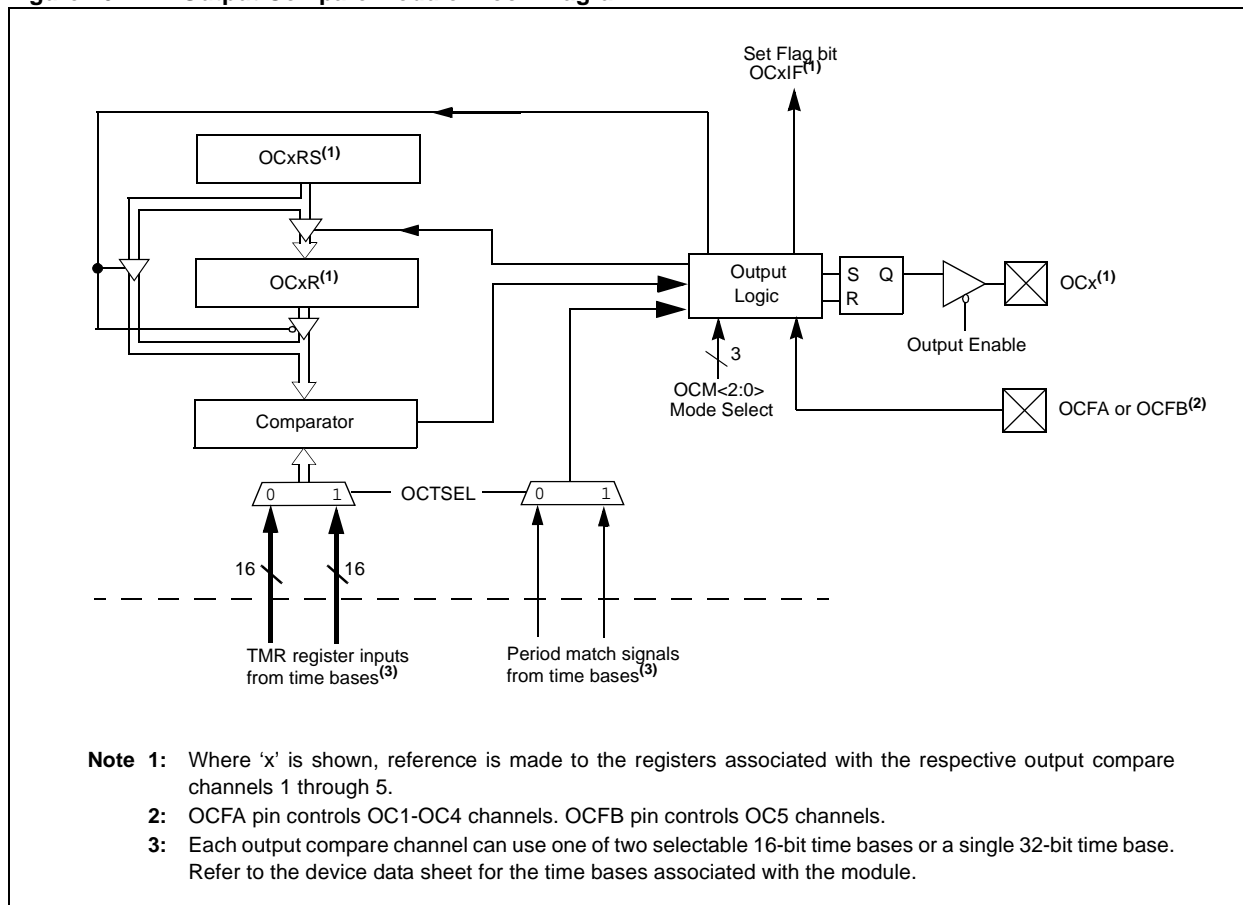 Set Flag bit
OCxIF(1)
OCxRS(1)
OCxR(1)
Output
Logic
S Q
R
OCx(1)
Output Enable
3
OCM<2:0>
Mode Select
OCFA or OCFB(2)
Comparator
0 1
OCTSEL
0 1
16
16
TMR register inputs
from time bases(3)
Period match signals
from time bases(3)
Note 1: Where ‘x’ is shown, reference is made to the registers associated with the respective output compare
channels 1 through 5.
2: OCFA pin controls OC1-OC4 channels. OCFB pin controls OC5 channels.
3: Each output compare channel can use one of two selectable 16-bit time bases or a single 32-bit time base.
Refer to the device data sheet for the time bases associated with the module.